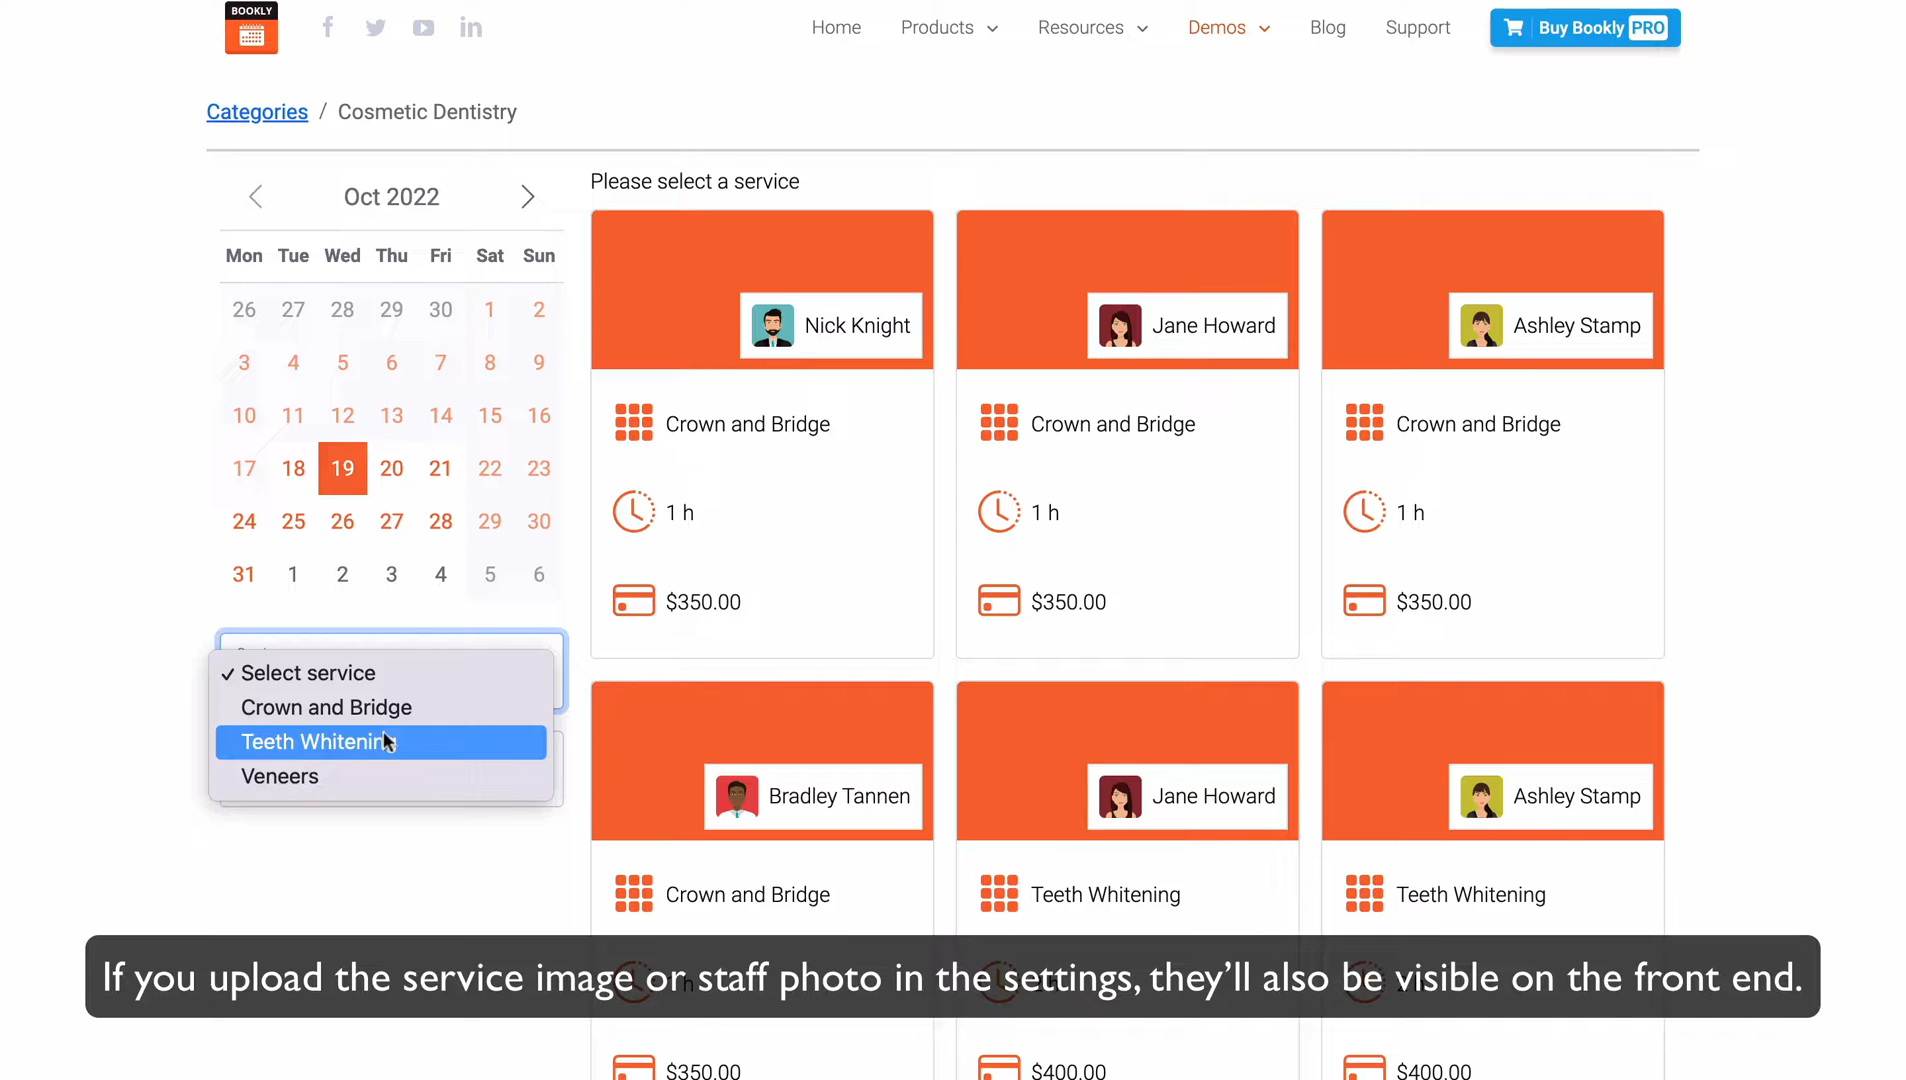 BOOKLY
Home
Products
Resources
Demos
Blog
Support
Buy Bookly PRO
Categories / Cosmetic Dentistry
Oct 2022
Mon Tue Wed Thu Fri Sat Sun
26 27 28 29 30 1 2
3 4 5 6 7 8 9
10 11 12 13 14 15 16
17 18 19 20 21 22 23
24 25 26 27 28 29 30
31 1 2 3 4 5 6
✓ Select service
Crown and Bridge
Teeth Whitening
Veneers
Please select a service
Nick Knight
Crown and Bridge
1 h
$350.00
Jane Howard
Crown and Bridge
1 h
$350.00
Ashley Stamp
Crown and Bridge
1 h
$350.00
Bradley Tannen
Crown and Bridge
$350.00
Jane Howard
Teeth Whitening
$400.00
Ashley Stamp
Teeth Whitening
$400.00
If you upload the service image or staff photo in the settings, they’ll also be visible on the front end.